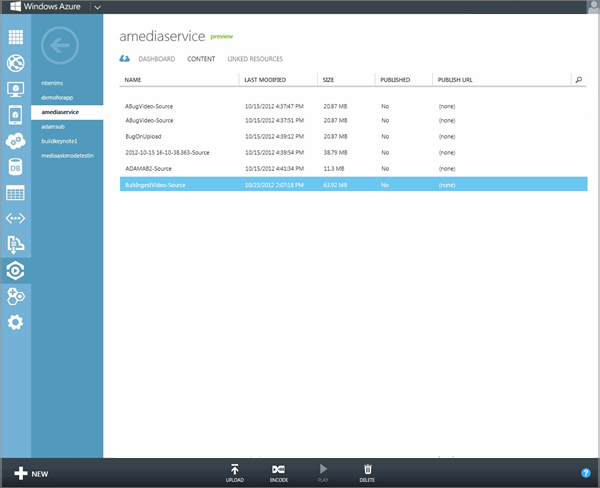 Windows Azure
amediaservice preview
DASHBOARD CONTENT LINKED RESOURCES
nbenims
demoforapp
amediaservice
adamsub
buildkeynote1
mediaaskmodetestin
NAME LAST MODIFIED SIZE PUBLISHED PUBLISH URL
ABugVideo-Source 10/15/2012 4:37:47 PM 20.87 MB No (none)
ABugVideo-Source 10/15/2012 4:37:51 PM 20.87 MB No (none)
BugOnUpload 10/15/2012 4:39:12 PM 20.87 MB No (none)
2012-10-15 16-10-38.363-Source 10/15/2012 4:39:54 PM 38.79 MB No (none)
ADAMAB2-Source 10/15/2012 4:41:34 PM 11.3 MB No (none)
BulkIngestVideo-Source 10/23/2012 2:07:18 PM 63.92 MB No (none)
DB
NEW
UPLOAD ENCODE PLAY DELETE
?